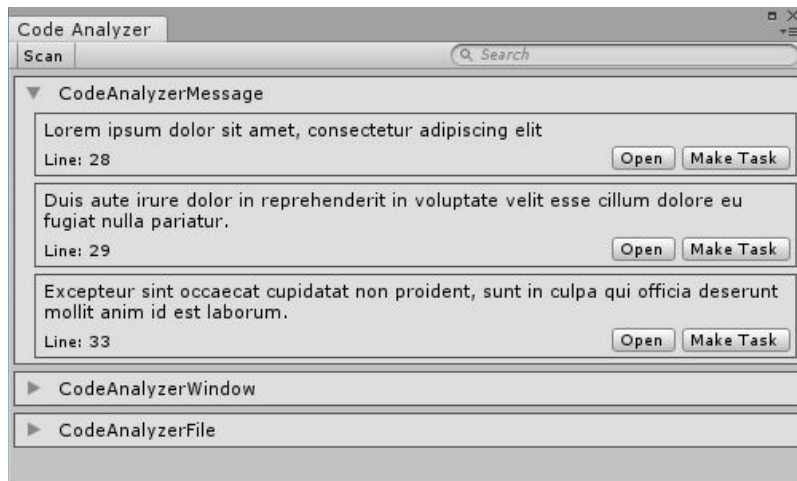 Code Analyzer
Scan
Search
CodeAnalyzerMessage
Lorem ipsum dolor sit amet, consectetur adipiscing elit
Line: 28
Open
Make Task
Duis aute irure dolor in reprehenderit in voluptate velit esse cillum dolore eu
fugiat nulla pariatur.
Line: 29
Open
Make Task
Excepteur sint occaecat cupidatat non proident, sunt in culpa qui officia deserunt
mollit anim id est laborum.
Line: 33
Open
Make Task
CodeAnalyzerWindow
CodeAnalyzerFile